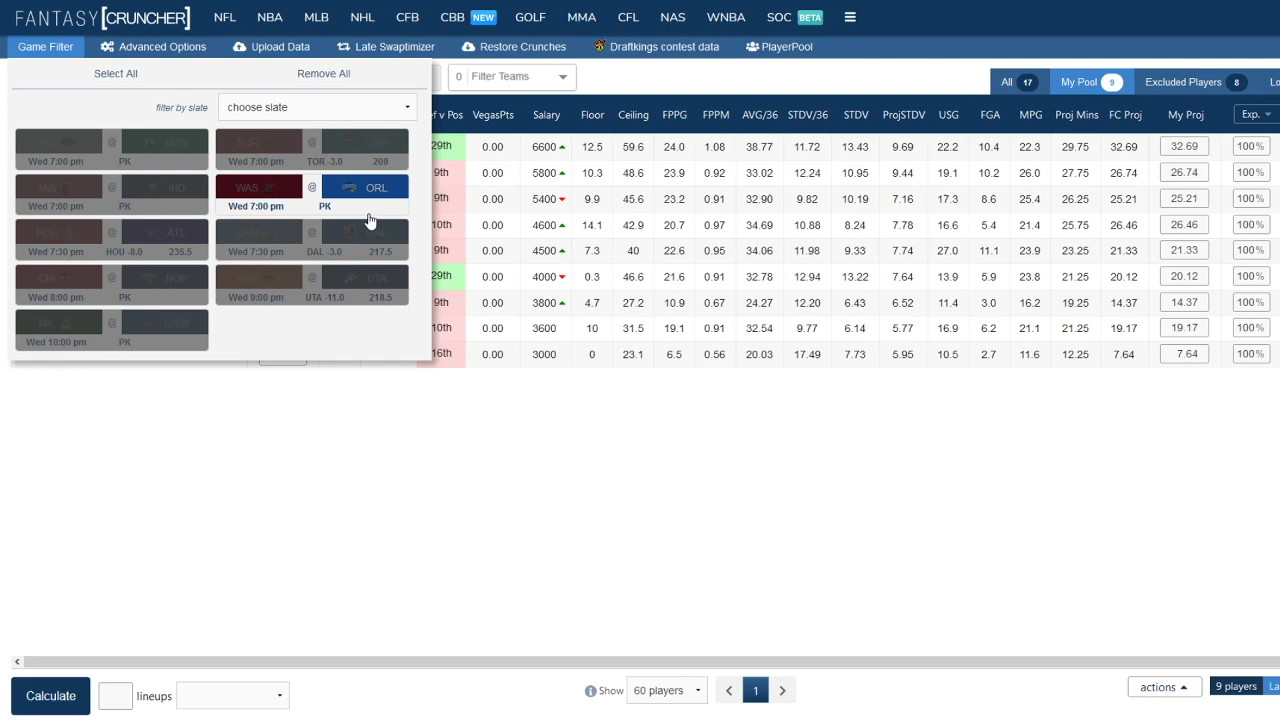 FANTASY[CRUNCHER] NFL NBA MLB NHL CFB CBB NEW GOLF MMA CFL NAS WNBA SOC BETA
Game Filter Advanced Options Upload Data Late Swaptimizer Restore Crunches Draftkings contest data PlayerPool
Select All Remove All
0 Filter Teams
All 17 My Pool 9 Excluded Players 8
filter by slate choose slate
v Pos VegasPts Salary Floor Ceiling FPPG FPPM AVG/36 STDV/36 STDV ProjSTDV USG FGA MPG Proj Mins FC Proj My Proj Exp.
@ BOS TOR @
Wed 7:00 pm PK Wed 7:00 pm TOR -3.0 209
MIA @ IND WAS @ ORL
Wed 7:00 pm PK Wed 7:00 pm PK
HOU @ ATL @
Wed 7:30 pm HOU -8.0 235.5 Wed 7:30 pm DAL -3.0 217.5
CHI @ NOP @ UTA
Wed 8:00 pm PK Wed 9:00 pm UTA -11.0 218.5
MIL @ GSW
Wed 10:00 pm PK
29th 0.00 6600 12.5 59.6 24.0 1.08 38.77 11.72 13.43 9.69 22.2 10.4 22.3 29.75 32.69 32.69 100%
9th 0.00 5800 10.3 48.6 23.9 0.92 33.02 12.24 10.95 9.44 19.1 10.2 26.0 27.75 26.74 26.74 100%
9th 0.00 5400 9.9 45.6 23.2 0.91 32.90 9.82 10.19 7.16 17.3 8.6 25.4 26.25 25.21 25.21 100%
10th 0.00 4600 14.1 42.9 20.7 0.97 34.69 10.88 8.24 7.78 16.6 5.4 21.4 25.75 26.46 26.46 100%
9th 0.00 4500 7.3 40 22.6 0.95 34.06 11.98 9.33 7.74 27.0 11.1 23.9 23.25 21.33 21.33 100%
29th 0.00 4000 0.3 46.6 21.6 0.91 32.78 12.94 13.22 7.64 13.9 5.9 23.8 21.25 20.12 20.12 100%
9th 0.00 3800 4.7 27.2 10.9 0.67 24.27 12.20 6.43 6.52 11.4 3.0 16.2 19.25 14.37 14.37 100%
10th 0.00 3600 10 31.5 19.1 0.91 32.54 9.77 6.14 5.77 16.9 6.2 21.1 21.25 19.17 19.17 100%
16th 0.00 3000 0 23.1 6.5 0.56 20.03 17.49 7.73 5.95 10.5 2.7 11.6 12.25 7.64 7.64 100%
Calculate lineups Show 60 players 1 actions 9 players